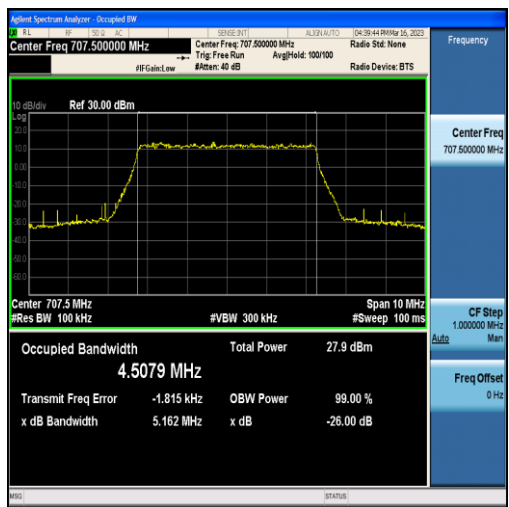 Agilent Spectrum Analyzer - Occupied BW
RL RF 50 Ω AC SENSE:INT ALIGN AUTO 04:39:44 PM Mar 16, 2023
Center Freq 707.500000 MHz
Center Freq: 707.500000 MHz
Radio Std: None
Trig: Free Run Avg|Hold: 100/100
#IFGain:Low
#Atten: 40 dB
Radio Device: BTS
Frequency
10 dB/div Ref 30.00 dBm
Log
20.0
10.0
0.00
-10.0
-20.0
-30.0
-40.0
-50.0
-60.0
Center Freq
707.500000 MHz
Center 707.5 MHz
Span 10 MHz
#Res BW 100 kHz
#VBW 300 kHz
#Sweep 100 ms
CF Step
1.000000 MHz
Auto Man
Occupied Bandwidth
Total Power 27.9 dBm
4.5079 MHz
Transmit Freq Error -1.815 kHz OBW Power 99.00 %
x dB Bandwidth 5.162 MHz x dB -26.00 dB
Freq Offset
0 Hz
MSG
STATUS